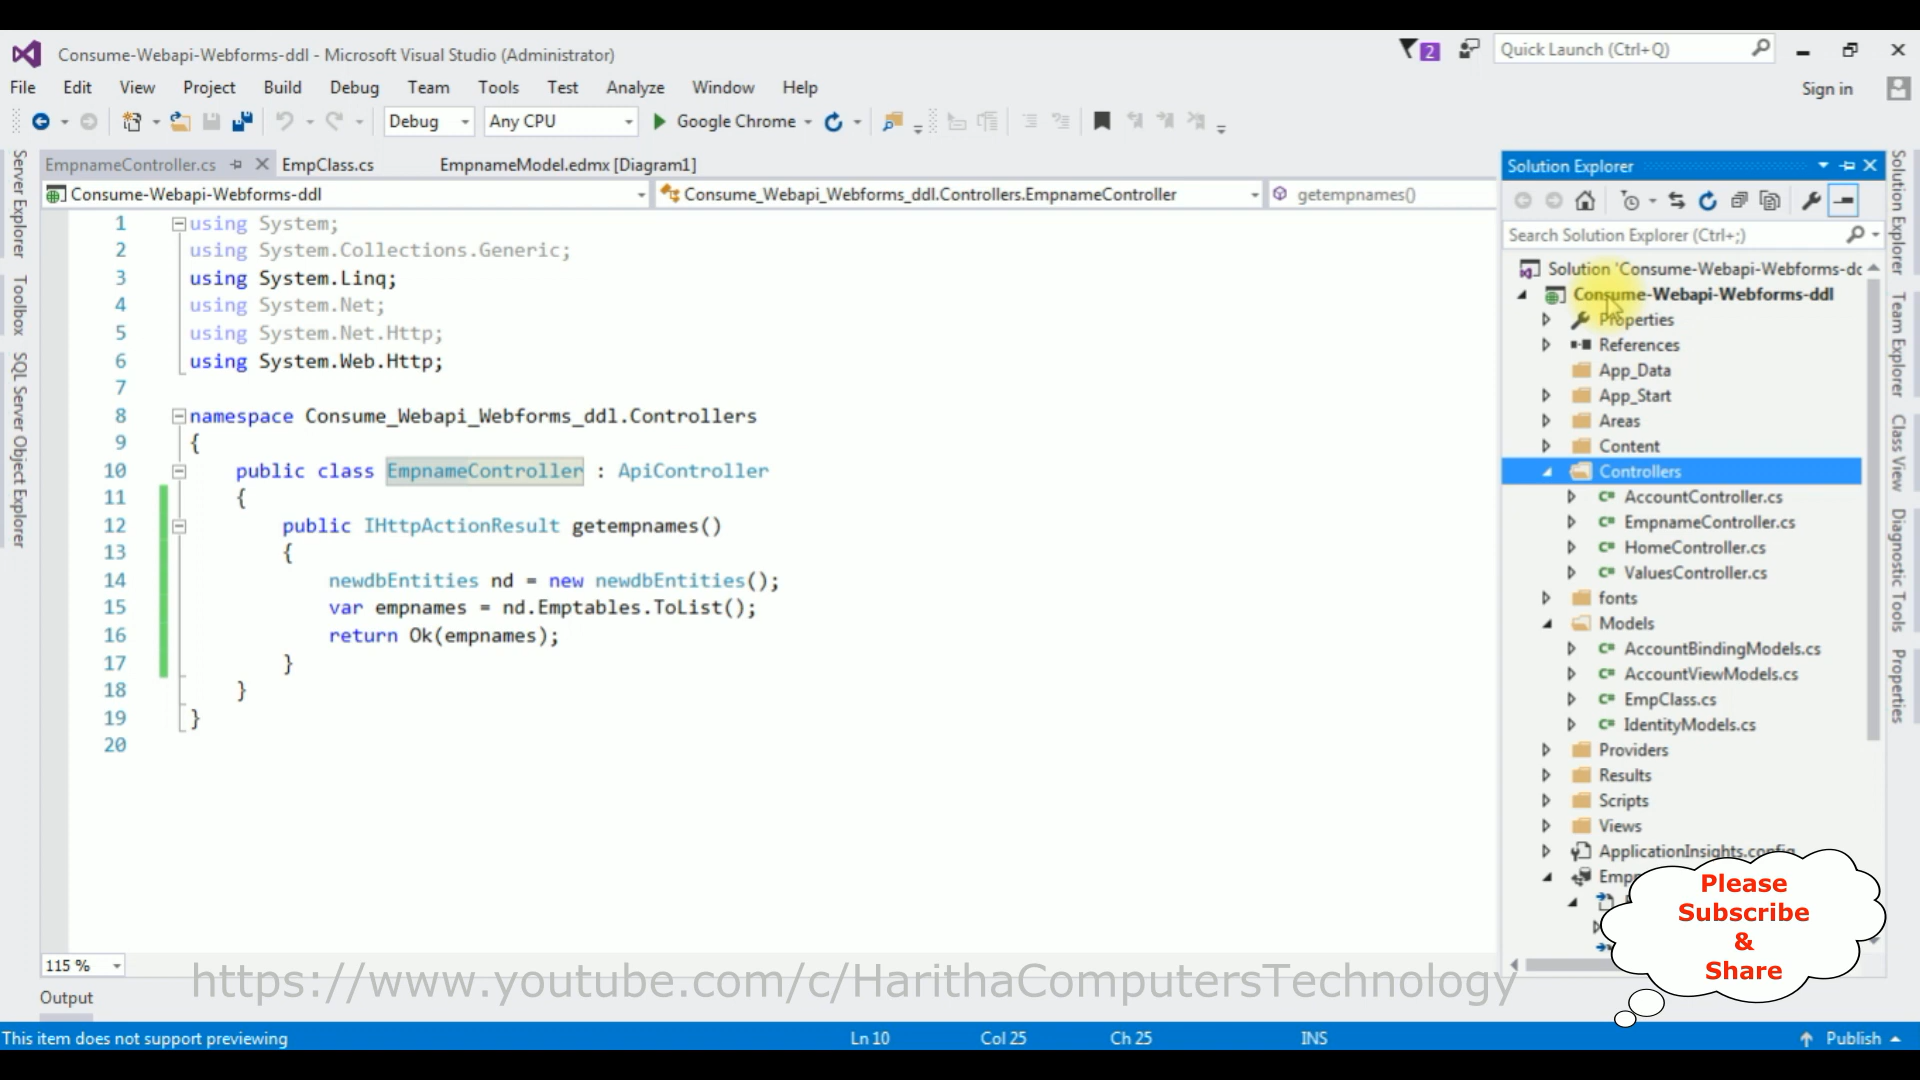 Consume-Webapi-Webforms-ddl - Microsoft Visual Studio (Administrator)
2
Quick Launch (Ctrl+Q)
File Edit View Project Build Debug Team Tools Test Analyze Window Help
Sign in
Debug
Any CPU
Google Chrome
EmpnameController.cs
EmpClass.cs
EmpnameModel.edmx [Diagram1]
Consume-Webapi-Webforms-ddl
Consume_Webapi_Webforms_ddl.Controllers.EmpnameController
getempnames()
Server Explorer
Toolbox
SQL Server Object Explorer
1 using System;
2 using System.Collections.Generic;
3 using System.Linq;
4 using System.Net;
5 using System.Net.Http;
6 using System.Web.Http;
7
8 namespace Consume_Webapi_Webforms_ddl.Controllers
9 {
10 public class EmpnameController : ApiController
11 {
12 public IHttpActionResult getempnames()
13 {
14 newdbEntities nd = new newdbEntities();
15 var empnames = nd.Emptables.ToList();
16 return Ok(empnames);
17 }
18 }
19 }
20
115 %
Output
https://www.youtube.com/c/HarithaComputersTechnology
Solution Explorer
Search Solution Explorer (Ctrl+;)
Solution 'Consume-Webapi-Webforms-dc
Consume-Webapi-Webforms-ddl
Properties
References
App_Data
App_Start
Areas
Content
Controllers
AccountController.cs
EmpnameController.cs
HomeController.cs
ValuesController.cs
fonts
Models
AccountBindingModels.cs
AccountViewModels.cs
EmpClass.cs
IdentityModels.cs
Providers
Results
Scripts
Views
ApplicationInsights.config
Please
Subscribe
&
Share
Solution Explorer
Team Explorer
Class View
Diagnostic Tools
Properties
This item does not support previewing
Ln 10
Col 25
Ch 25
INS
Publish